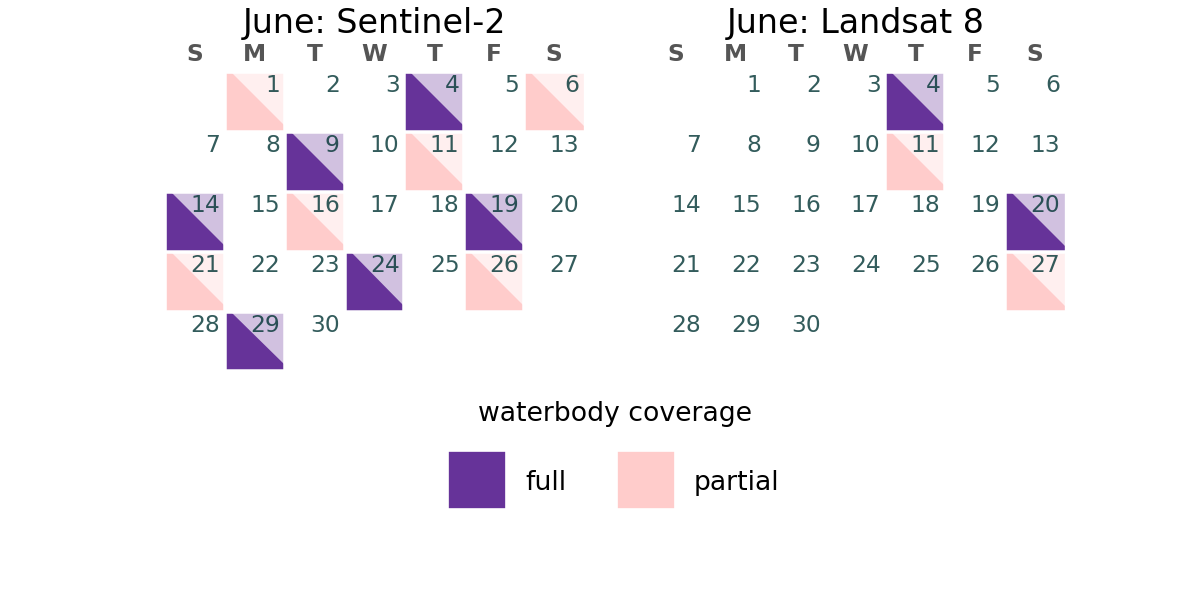 June: Sentinel-2
S M T W T F S
1 2 3 4 5 6
7 8 9 10 11 12 13
14 15 16 17 18 19 20
21 22 23 24 25 26 27
28 29 30
June: Landsat 8
S M T W T F S
1 2 3 4 5 6
7 8 9 10 11 12 13
14 15 16 17 18 19 20
21 22 23 24 25 26 27
28 29 30
waterbody coverage
full
partial